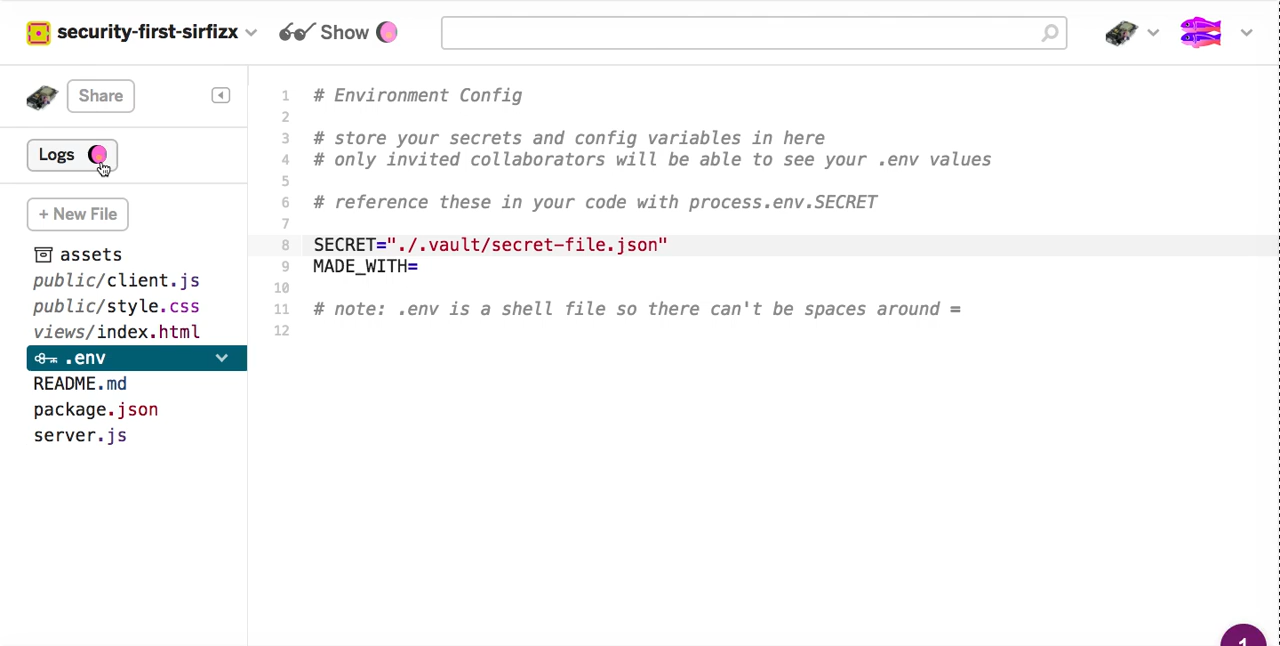 security-first-sirfizx
Show
Share
Logs
+ New File
assets
public/client.js
public/style.css
views/index.html
.env
README.md
package.json
server.js
1 # Environment Config
2
3 # store your secrets and config variables in here
4 # only invited collaborators will be able to see your .env values
5
6 # reference these in your code with process.env.SECRET
7
8 SECRET="./.vault/secret-file.json"
9 MADE_WITH=
10
11 # note: .env is a shell file so there can't be spaces around =
12
1